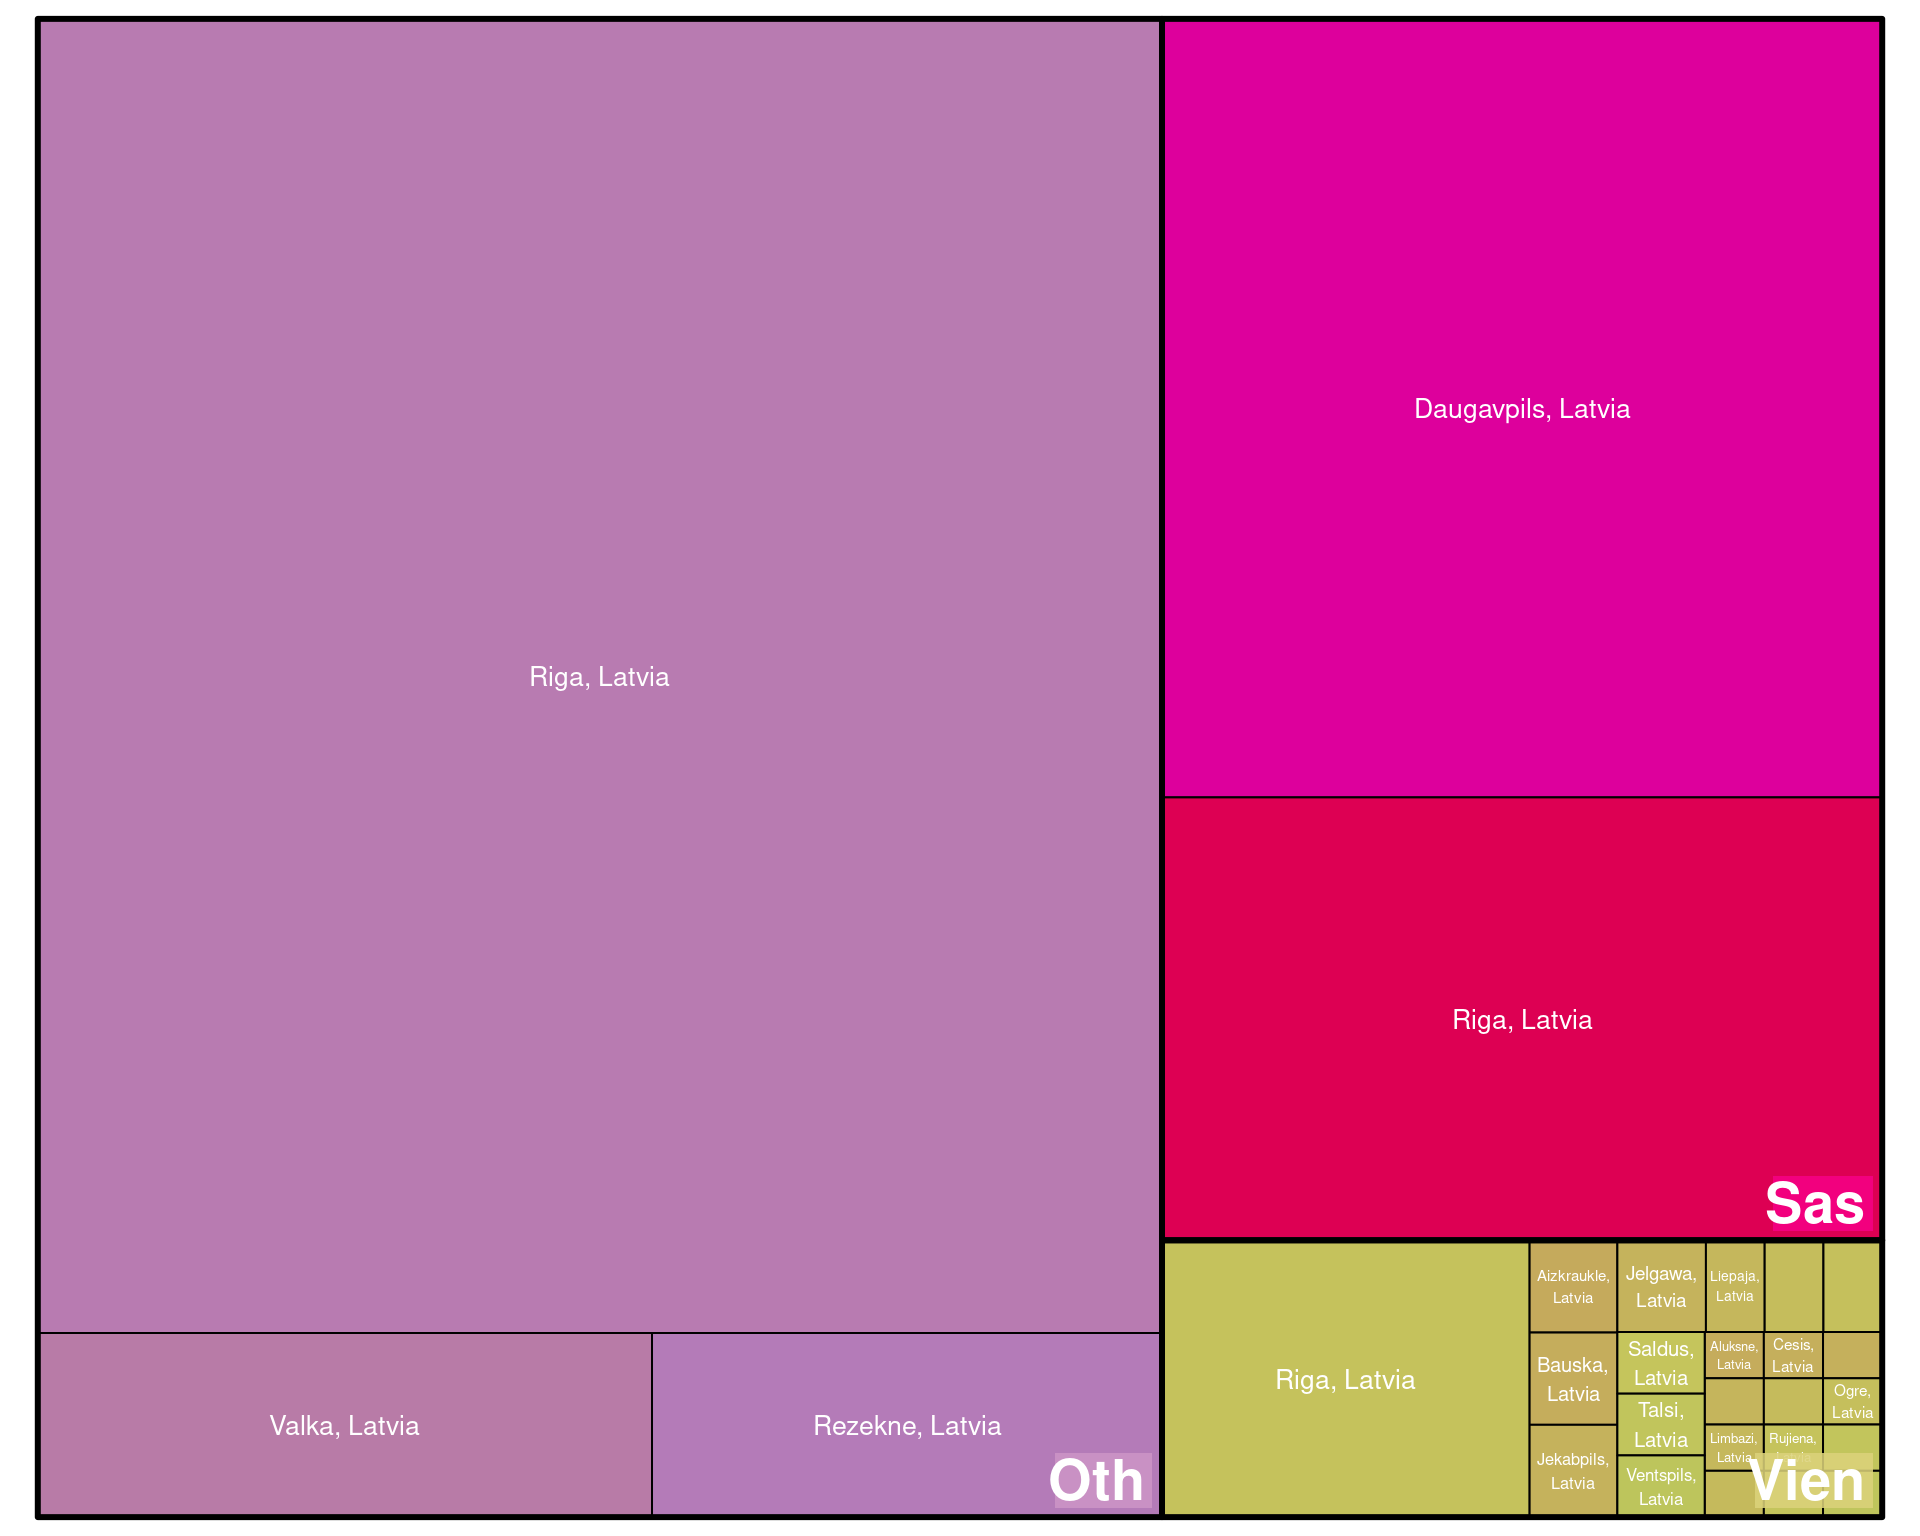 Riga, Latvia
Valka, Latvia
Rezekne, Latvia
Oth
Daugavpils, Latvia
Riga, Latvia
Sas
Riga, Latvia
Aizkraukle,
Latvia
Bauska,
Latvia
Jekabpils,
Latvia
Jelgawa,
Latvia
Saldus,
Latvia
Talsi,
Latvia
Ventspils,
Latvia
Liepaja,
Latvia
Aluksne,
Latvia
Cesis,
Latvia
Ogre,
Latvia
Limbazi,
Latvia
Rujiena,
Vien